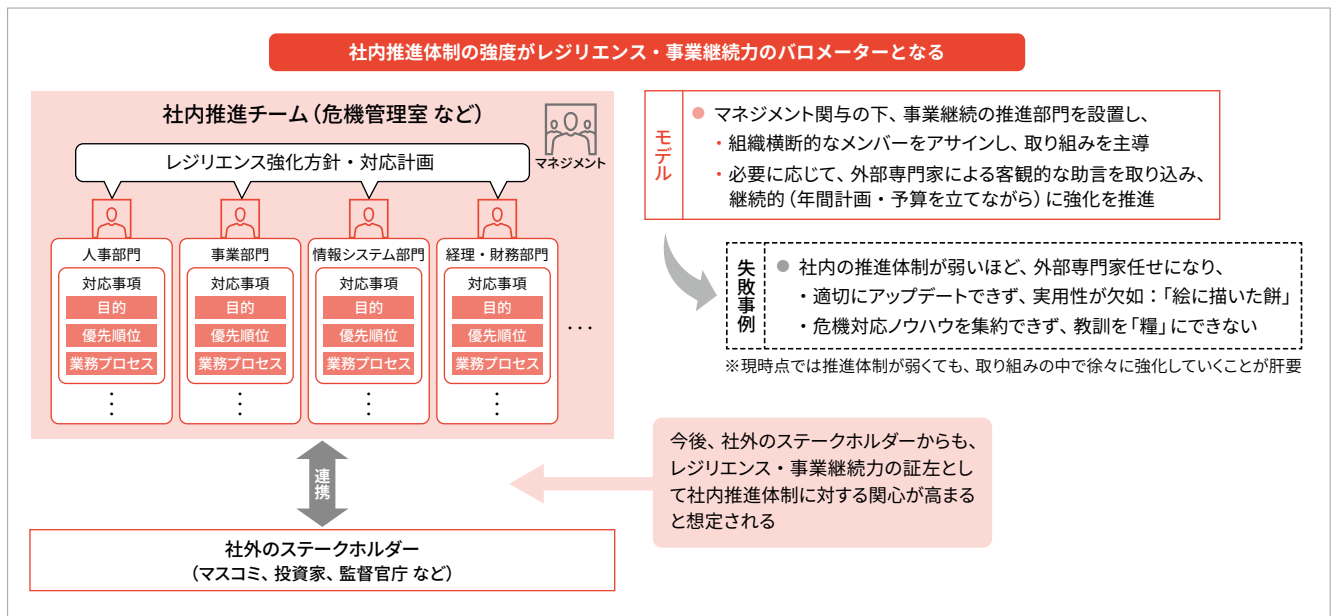 社内推進体制の強度がレジリエンス・事業継続力のバロメーターとなる
社内推進チーム（危機管理室 など）
マネジメント
レジリエンス強化方針・対応計画
人事部門
対応事項
目的
優先順位
業務プロセス
⋮
事業部門
対応事項
目的
優先順位
業務プロセス
⋮
情報システム部門
対応事項
目的
優先順位
業務プロセス
⋮
経理・財務部門
対応事項
目的
優先順位
業務プロセス
⋮
…
連携
社外のステークホルダー
（マスコミ、投資家、監督官庁 など）
モデル
● マネジメント関与の下、事業継続の推進部門を設置し、
・組織横断的なメンバーをアサインし、取り組みを主導
・必要に応じて、外部専門家による客観的な助言を取り込み、
継続的（年間計画・予算を立てながら）に強化を推進
失敗事例
● 社内の推進体制が弱いほど、外部専門家任せになり、
・適切にアップデートできず、実用性が欠如：「絵に描いた餅」
・危機対応ノウハウを集約できず、教訓を「糧」にできない
※現時点では推進体制が弱くても、取り組みの中で徐々に強化していくことが肝要
今後、社外のステークホルダーからも、
レジリエンス・事業継続力の証左とし
て社内推進体制に対する関心が高まる
と想定される